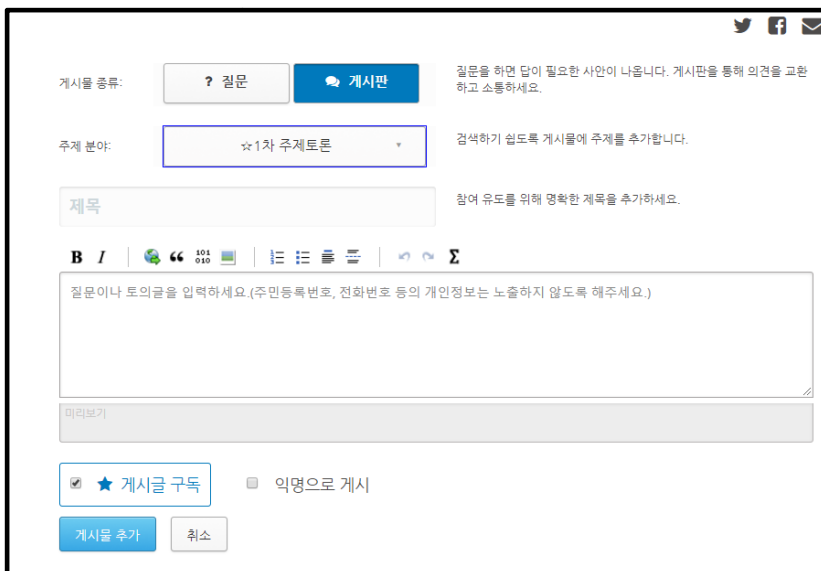 게시물 종류:
? 질문
게시판
질문을 하면 답이 필요한 사안이 나옵니다. 게시판을 통해 의견을 교환
하고 소통하세요.
주제 분야:
☆1차 주제토론
검색하기 쉽도록 게시물에 주제를 추가합니다.
제목
참여 유도를 위해 명확한 제목을 추가하세요.
B I “ 101 010 Σ
질문이나 토의글을 입력하세요.(주민등록번호, 전화번호 등의 개인정보는 노출하지 않도록 해주세요.)
미리보기
★ 게시글 구독
익명으로 게시
게시물 추가
취소